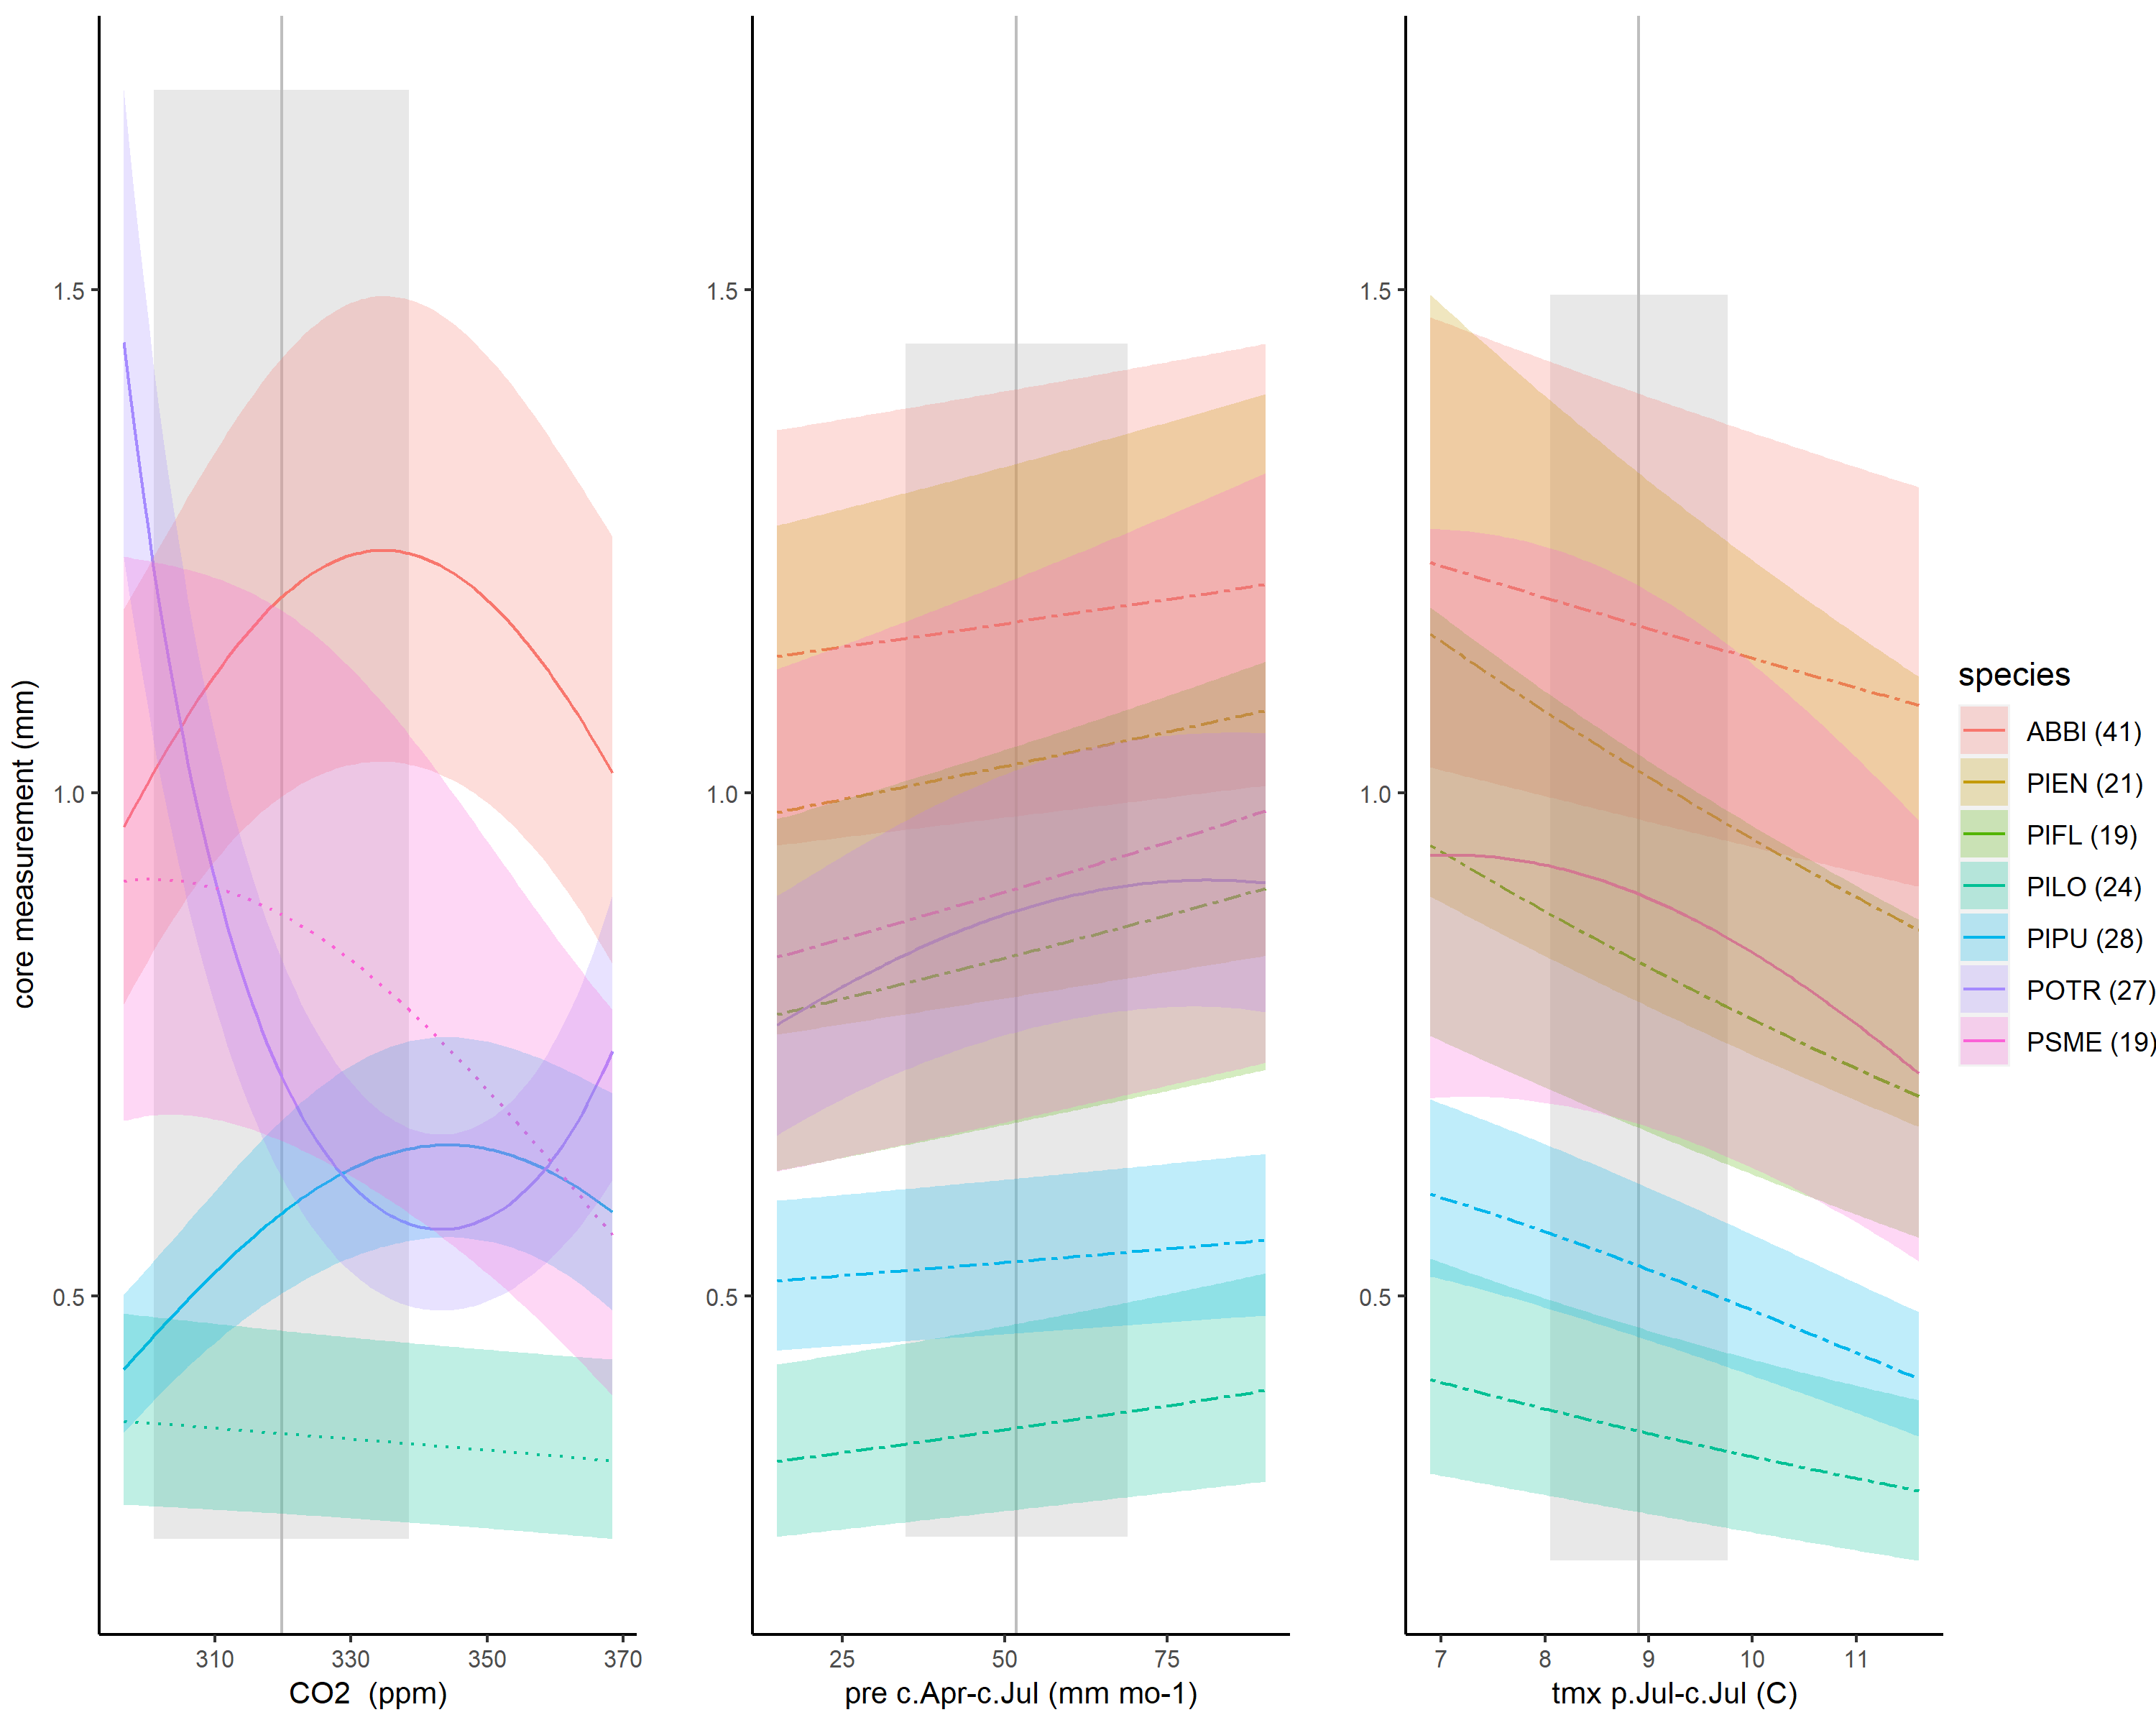 core measurement (mm)
1.5
1.0
0.5
310 330 350 370
CO2  (ppm)
1.5
1.0
0.5
25 50 75
pre c.Apr-c.Jul (mm mo-1)
1.5
1.0
0.5
7 8 9 10 11
tmx p.Jul-c.Jul (C)
species
ABBI (41)
PIEN (21)
PIFL (19)
PILO (24)
PIPU (28)
POTR (27)
PSME (19)